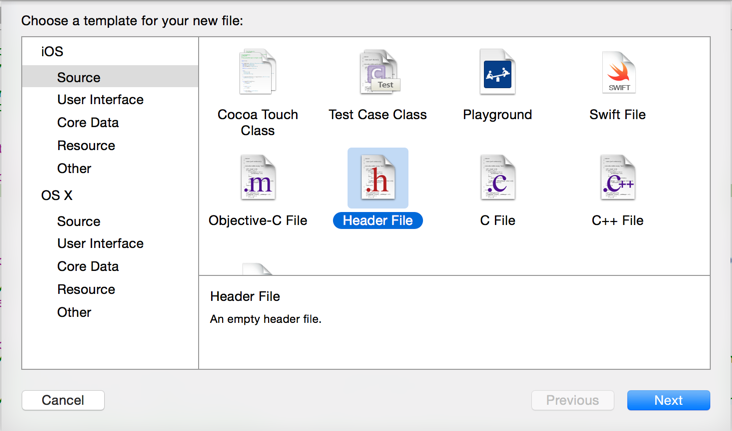 Choose a template for your new file:
iOS
Source
User Interface
Core Data
Resource
Other
OS X
Source
User Interface
Core Data
Resource
Other
C
Test
SWIFT
Cocoa Touch
Class
Test Case Class
Playground
Swift File
.m
.h
.c
.c++
Objective-C File
Header File
C File
C++ File
Header File
An empty header file.
Cancel
Previous
Next